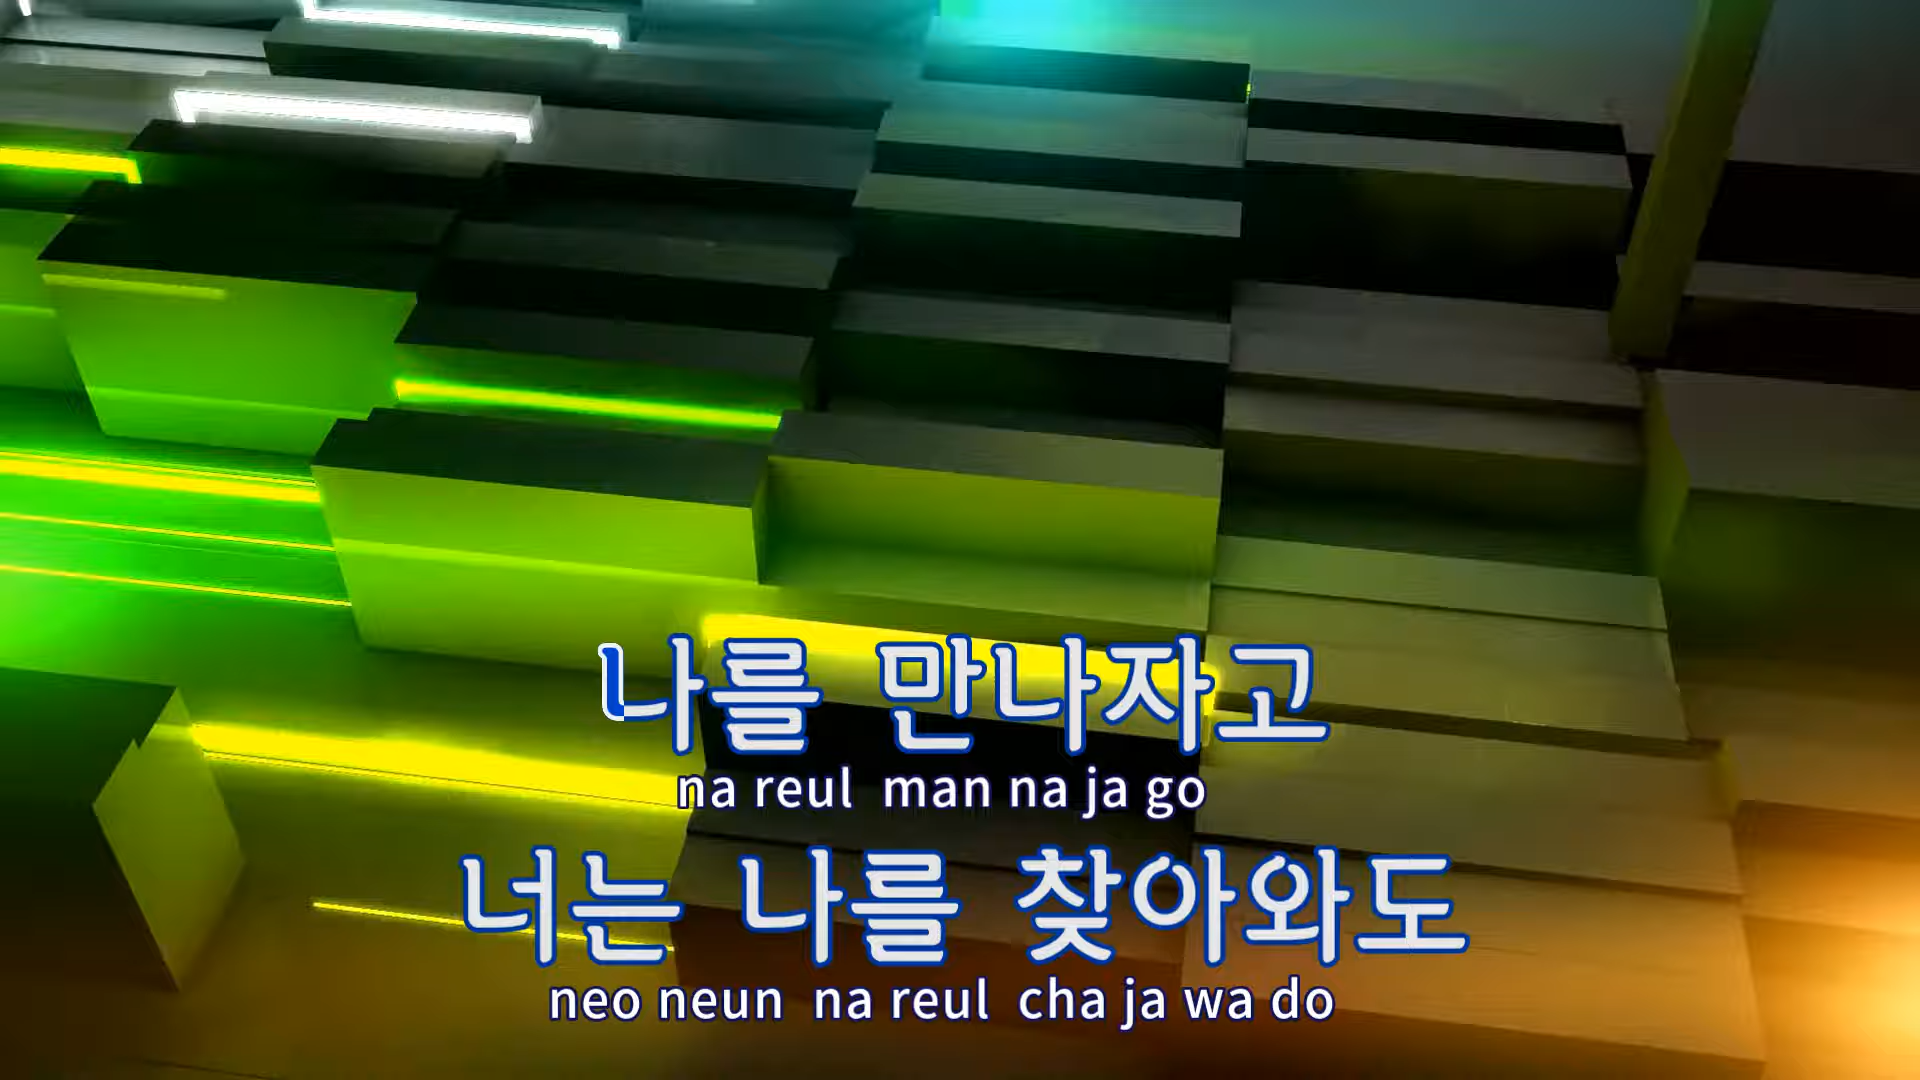 나를 만나자고
na reul man na ja go
너는 나를 찾아와도
neo neun na reul cha ja wa do